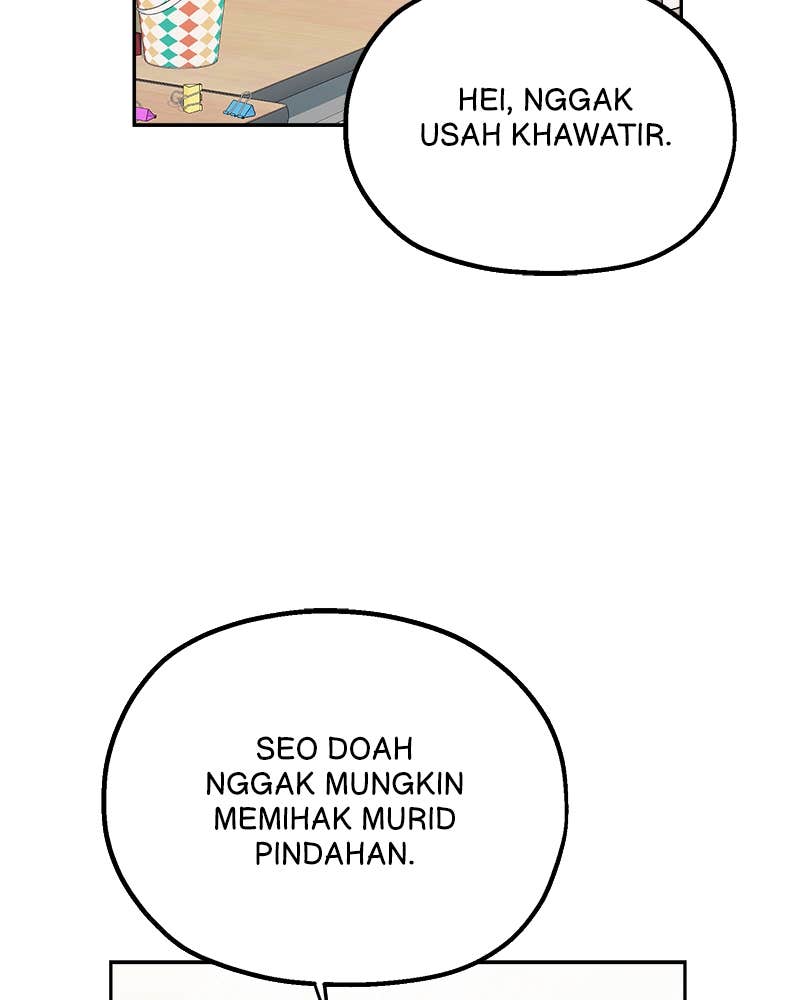 HEI, NGGAK
USAH KHAWATIR.
SEO DOAH
NGGAK MUNGKIN
MEMIHAK MURID
PINDAHAN.